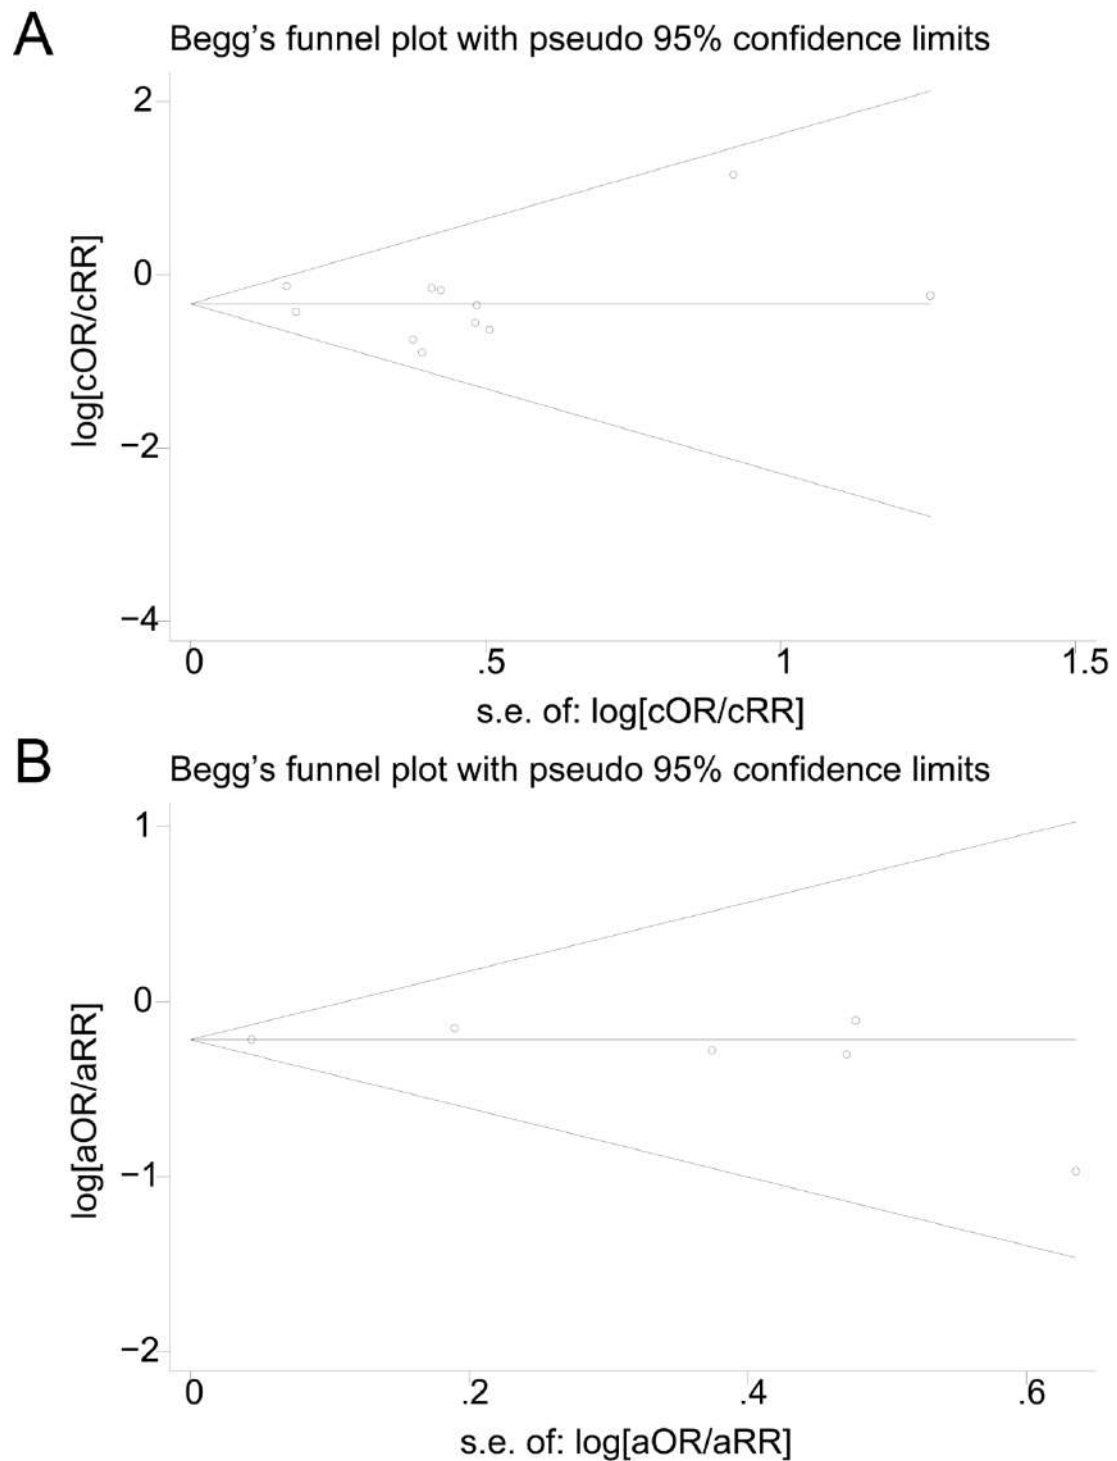 A
Begg's funnel plot with pseudo 95% confidence limits
2
0
−2
−4
log[cOR/cRR]
0 .5 1 1.5
s.e. of: log[cOR/cRR]
B
Begg's funnel plot with pseudo 95% confidence limits
1
0
−1
−2
log[aOR/aRR]
0 .2 .4 .6
s.e. of: log[aOR/aRR]